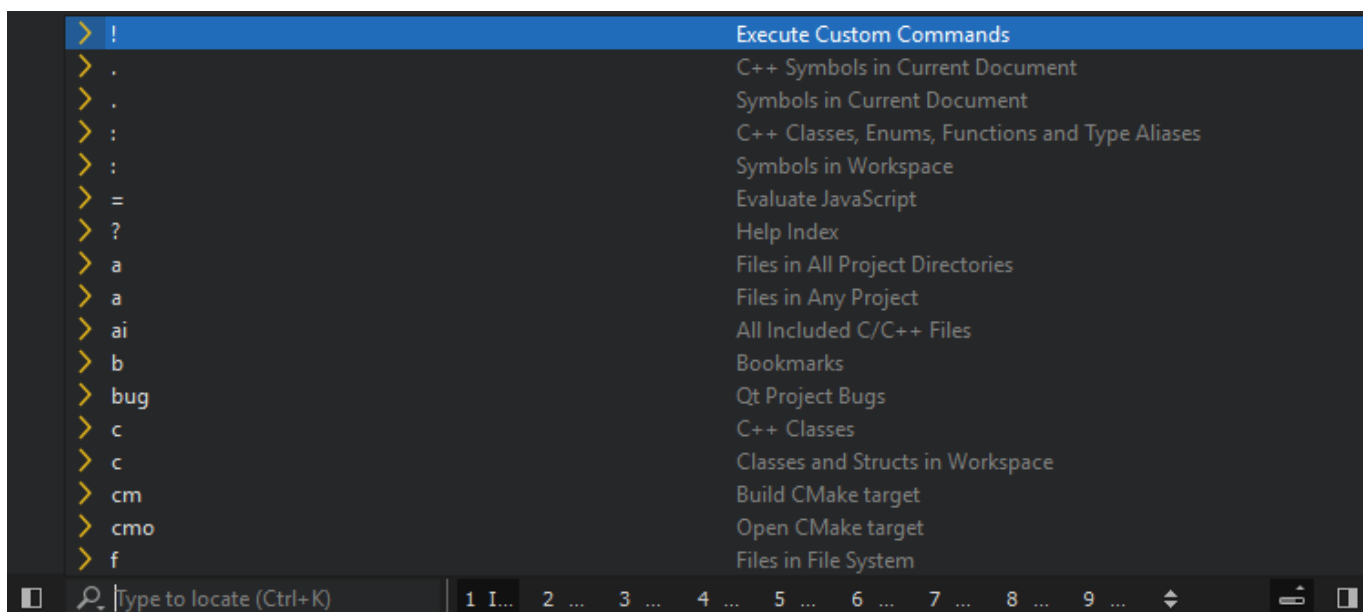 ! Execute Custom Commands
. C++ Symbols in Current Document
. Symbols in Current Document
: C++ Classes, Enums, Functions and Type Aliases
: Symbols in Workspace
= Evaluate JavaScript
? Help Index
a Files in All Project Directories
a Files in Any Project
ai All Included C/C++ Files
b Bookmarks
bug Qt Project Bugs
c C++ Classes
c Classes and Structs in Workspace
cm Build CMake target
cmo Open CMake target
f Files in File System
Type to locate (Ctrl+K) 1 I... 2 ... 3 ... 4 ... 5 ... 6 ... 7 ... 8 ... 9 ...